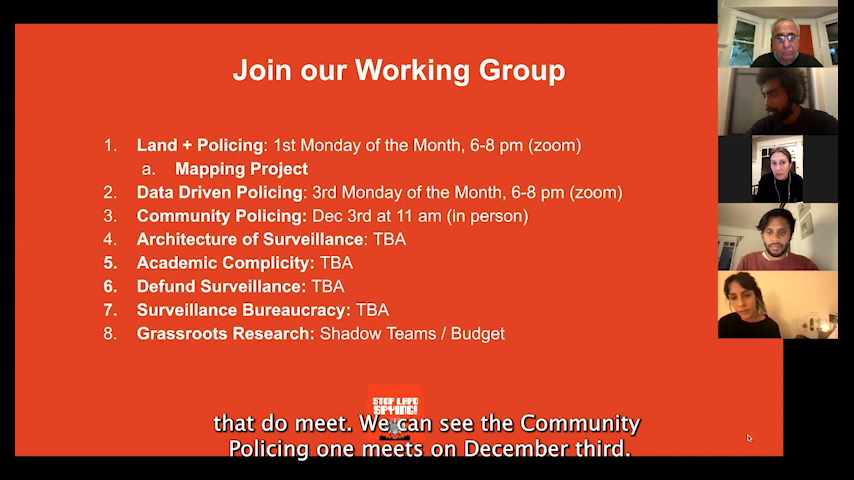 Join our Working Group
1. Land + Policing: 1st Monday of the Month, 6-8 pm (zoom)
a. Mapping Project
2. Data Driven Policing: 3rd Monday of the Month, 6-8 pm (zoom)
3. Community Policing: Dec 3rd at 11 am (in person)
4. Architecture of Surveillance: TBA
5. Academic Complicity: TBA
6. Defund Surveillance: TBA
7. Surveillance Bureaucracy: TBA
8. Grassroots Research: Shadow Teams / Budget
STOP LAPD
SPYING!
that do meet. We can see the Community
Policing one meets on December third.